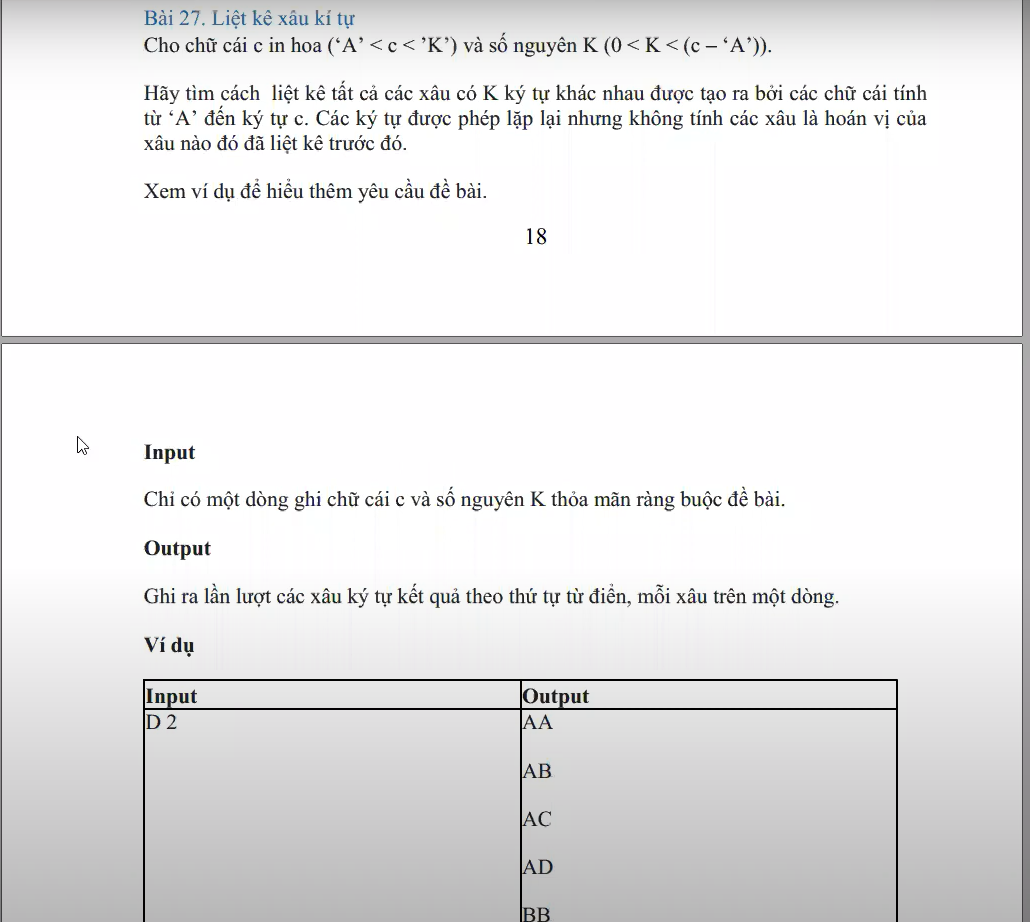 Bài 27. Liệt kê xâu kí tự
Cho chữ cái c in hoa (‘A’ < c < ’K’) và số nguyên K (0 < K < (c – ‘A’)).
Hãy tìm cách liệt kê tất cả các xâu có K ký tự khác nhau được tạo ra bởi các chữ cái tính
từ ‘A’ đến ký tự c. Các ký tự được phép lặp lại nhưng không tính các xâu là hoán vị của
xâu nào đó đã liệt kê trước đó.
Xem ví dụ để hiểu thêm yêu cầu đề bài.
18
Input
Chỉ có một dòng ghi chữ cái c và số nguyên K thỏa mãn ràng buộc đề bài.
Output
Ghi ra lần lượt các xâu ký tự kết quả theo thứ tự từ điển, mỗi xâu trên một dòng.
Ví dụ
Input Output
D 2 AA
AB
AC
AD
BB